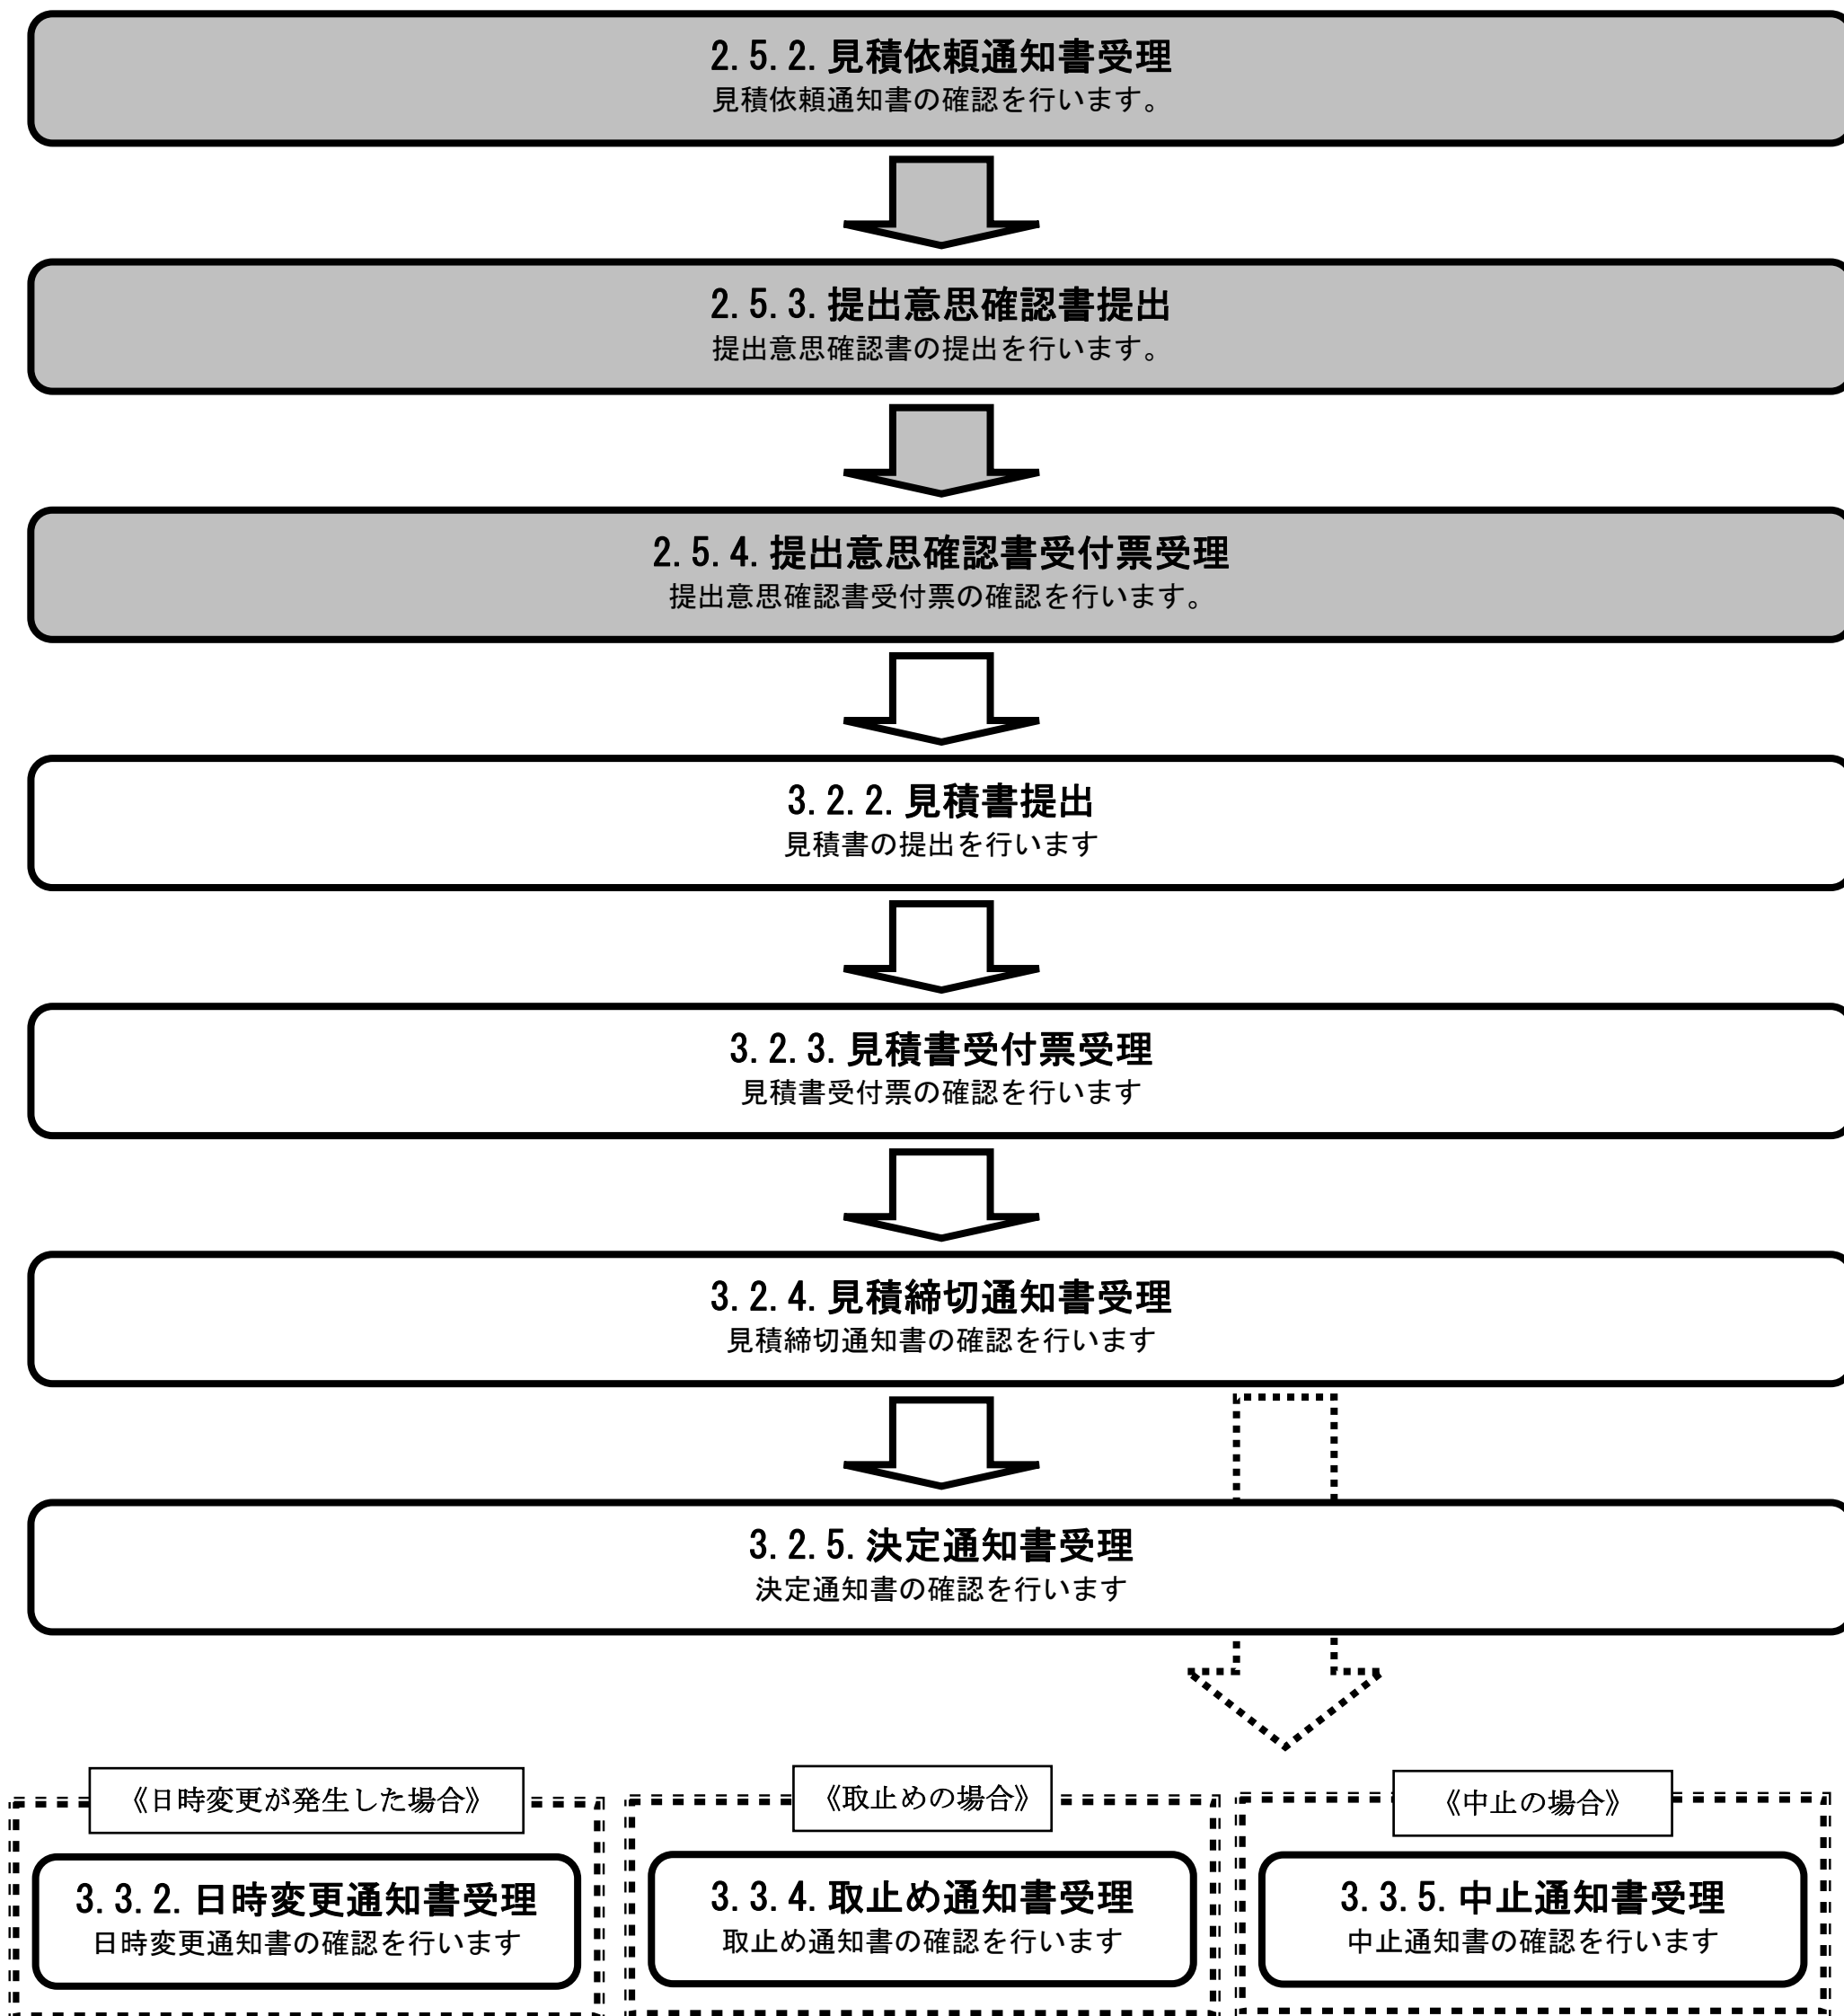 2.5.2.見積依頼通知書受理
見積依頼通知書の確認を行います。
2.5.3.提出意思確認書提出
提出意思確認書の提出を行います。
2.5.4.提出意思確認書受付票受理
提出意思確認書受付票の確認を行います。
3.2.2.見積書提出
見積書の提出を行います
3.2.3.見積書受付票受理
見積書受付票の確認を行います
3.2.4.見積締切通知書受理
見積締切通知書の確認を行います
3.2.5.決定通知書受理
決定通知書の確認を行います
《日時変更が発生した場合》
3.3.2.日時変更通知書受理
日時変更通知書の確認を行います
《取止めの場合》
3.3.4.取止め通知書受理
取止め通知書の確認を行います
《中止の場合》
3.3.5.中止通知書受理
中止通知書の確認を行います